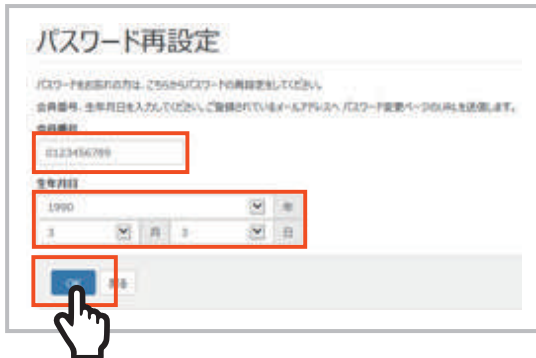 パスワード再設定
パスワードをお忘れの方は、こちらからパスワードの再設定をしてください。
会員番号、生年月日を入力してください。ご登録されているメールアドレスへパスワード変更ページのURLを送信します。
会員番号
0123456789
生年月日
1990 年
3 月 3 日
OK 戻る